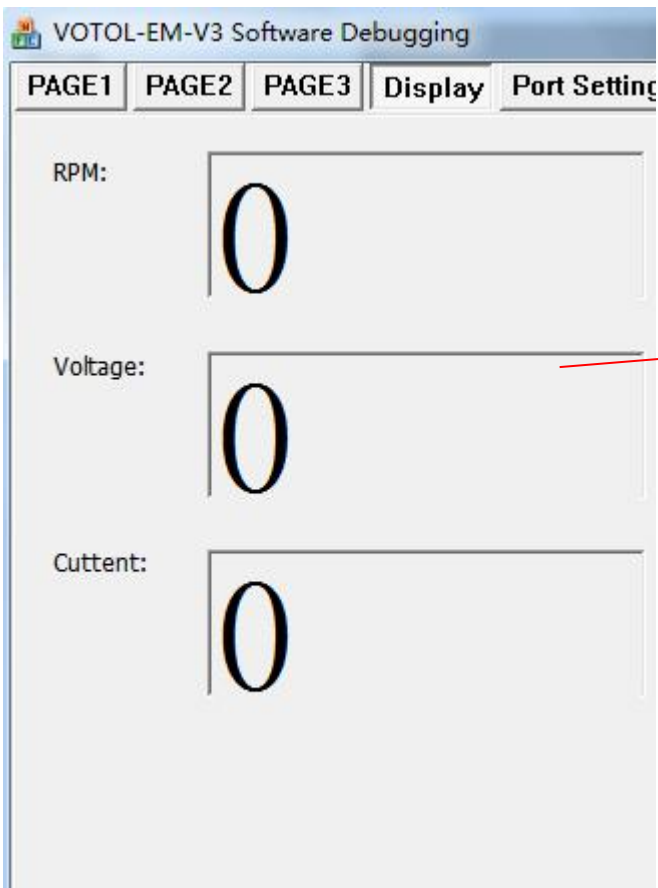 VOTOL-EM-V3 Software Debugging
PAGE1 PAGE2 PAGE3 Display Port Setting
RPM:
0
Voltage:
0
Cuttent:
0